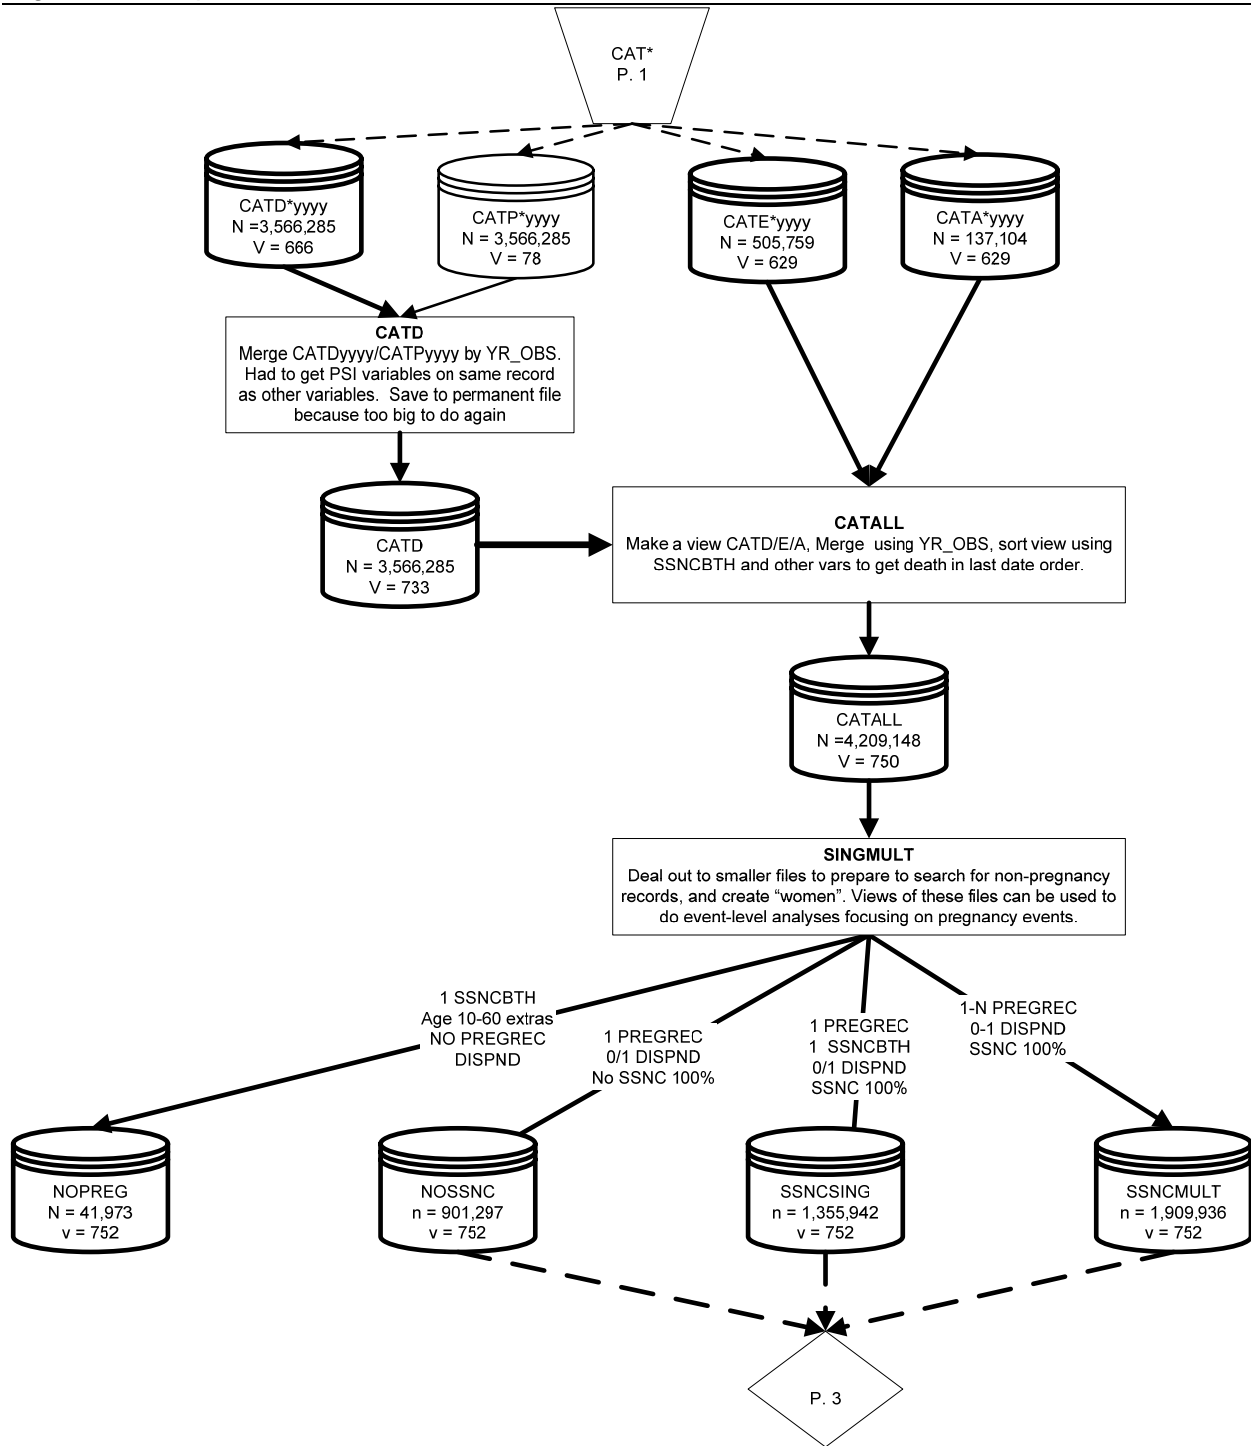 CAT*
P. 1
CATD*yyyy
N =3,566,285
V = 666
CATP*yyyy
N = 3,566,285
V = 78
CATE*yyyy
N = 505,759
V = 629
CATA*yyyy
N = 137,104
V = 629
CATD
Merge CATDyyyy/CATPyyyy by YR_OBS.
Had to get PSI variables on same record
as other variables.  Save to permanent file
because too big to do again
CATD
N = 3,566,285
V = 733
CATALL
Make a view CATD/E/A, Merge  using YR_OBS, sort view using
SSNCBTH and other vars to get death in last date order.
CATALL
N =4,209,148
V = 750
SINGMULT
Deal out to smaller files to prepare to search for non-pregnancy
records, and create “women”. Views of these files can be used to
do event-level analyses focusing on pregnancy events.
1 SSNCBTH
Age 10-60 extras
NO PREGREC
DISPND
1 PREGREC
0/1 DISPND
No SSNC 100%
1 PREGREC
1  SSNCBTH
0/1 DISPND
SSNC 100%
1-N PREGREC
0-1 DISPND
SSNC 100%
NOPREG
N = 41,973
v = 752
NOSSNC
n = 901,297
v = 752
SSNCSING
n = 1,355,942
v = 752
SSNCMULT
n = 1,909,936
v = 752
P. 3